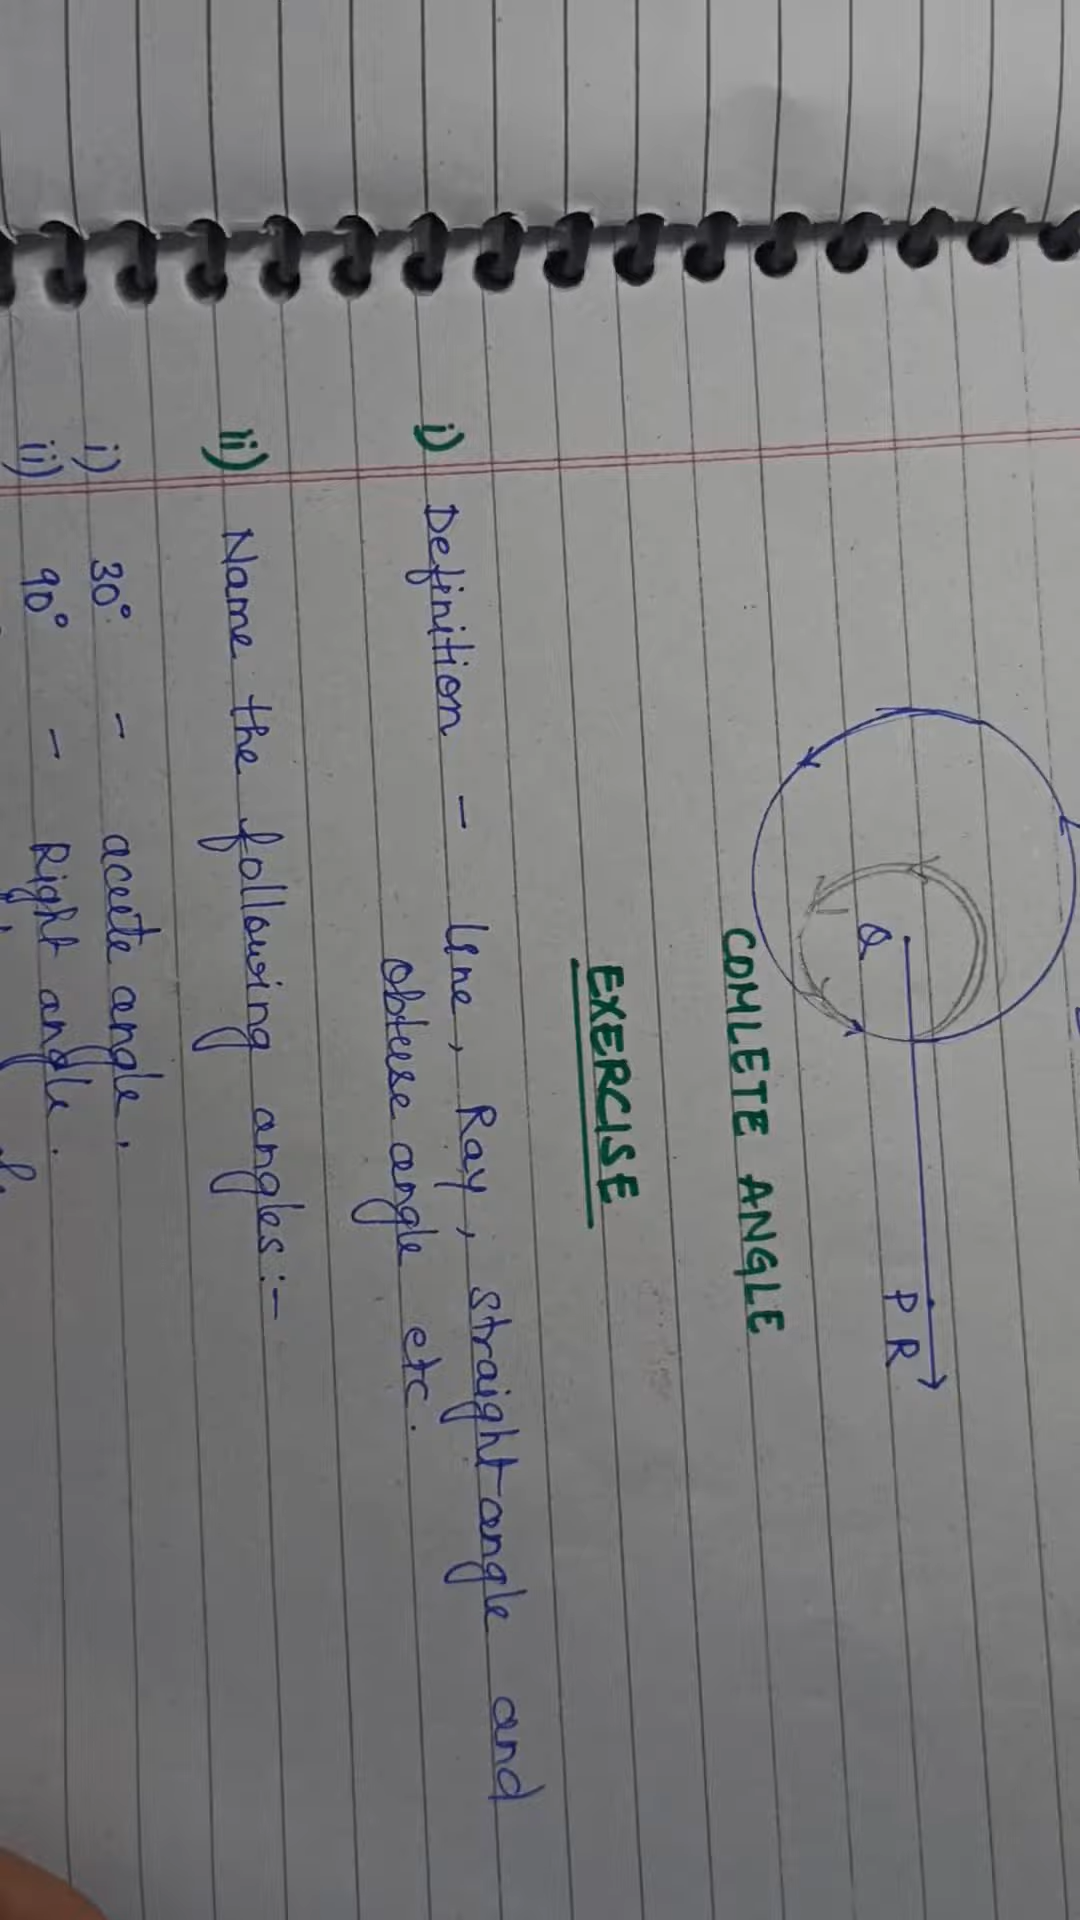 Q
P R
COMLETE ANGLE
EXERCISE
i) Definition - Line, Ray, straight angle and
obtuse angle etc.
ii) Name the following angles:-
i) 30° - acute angle.
ii) 90° - Right angle.